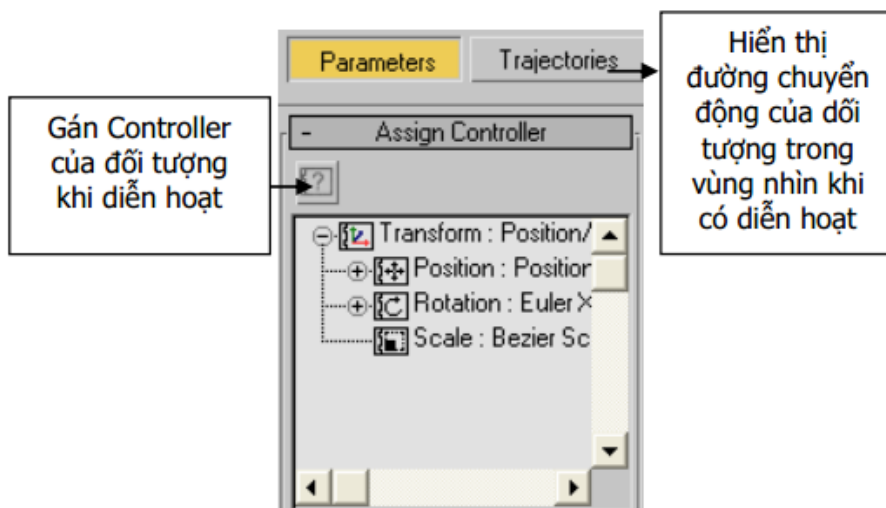 Parameters
Trajectories
Hiển thị
đường chuyển
động của dối
tượng trong
vùng nhìn khi
có diễn hoạt
Gán Controller
của đối tượng
khi diễn hoạt
- Assign Controller
?
Transform : Position/
Position : Position
Rotation : Euler X
Scale : Bezier Sc